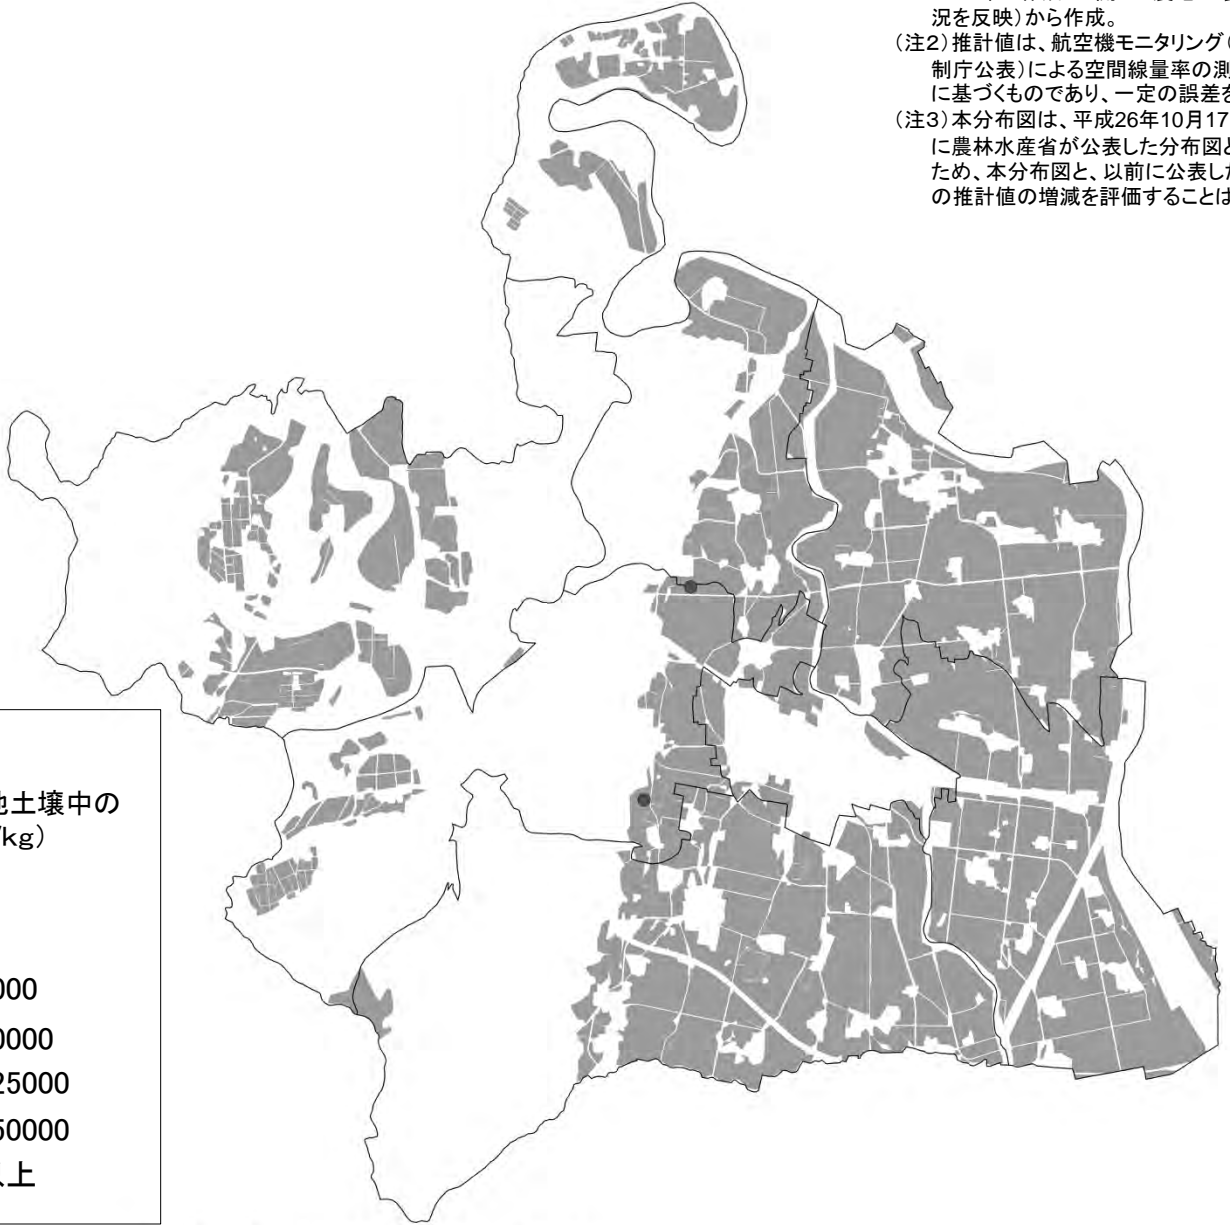 況を反映）から作成。
（注2）推計値は、航空機モニタリング（
制庁公表）による空間線量率の測
に基づくものであり、一定の誤差を
（注3）本分布図は、平成26年10月17
に農林水産省が公表した分布図と
ため、本分布図と、以前に公表した
の推計値の増減を評価することは
土壌中の
/kg）
000
0000
25000
50000
以上